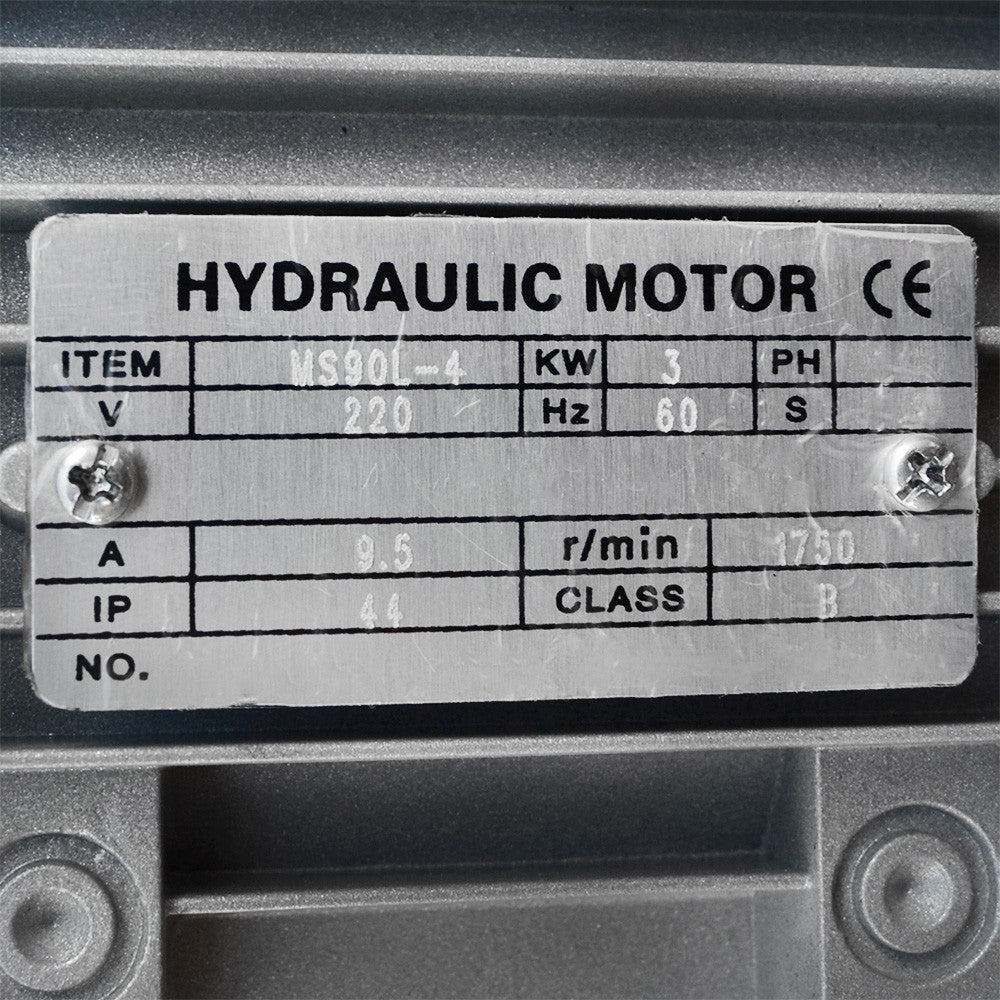 HYDRAULIC MOTOR CE
ITEM MS90L-4 KW 3 PH
V 220 Hz 60 S
A 9.5 r/min 1750
IP 44 CLASS B
NO.